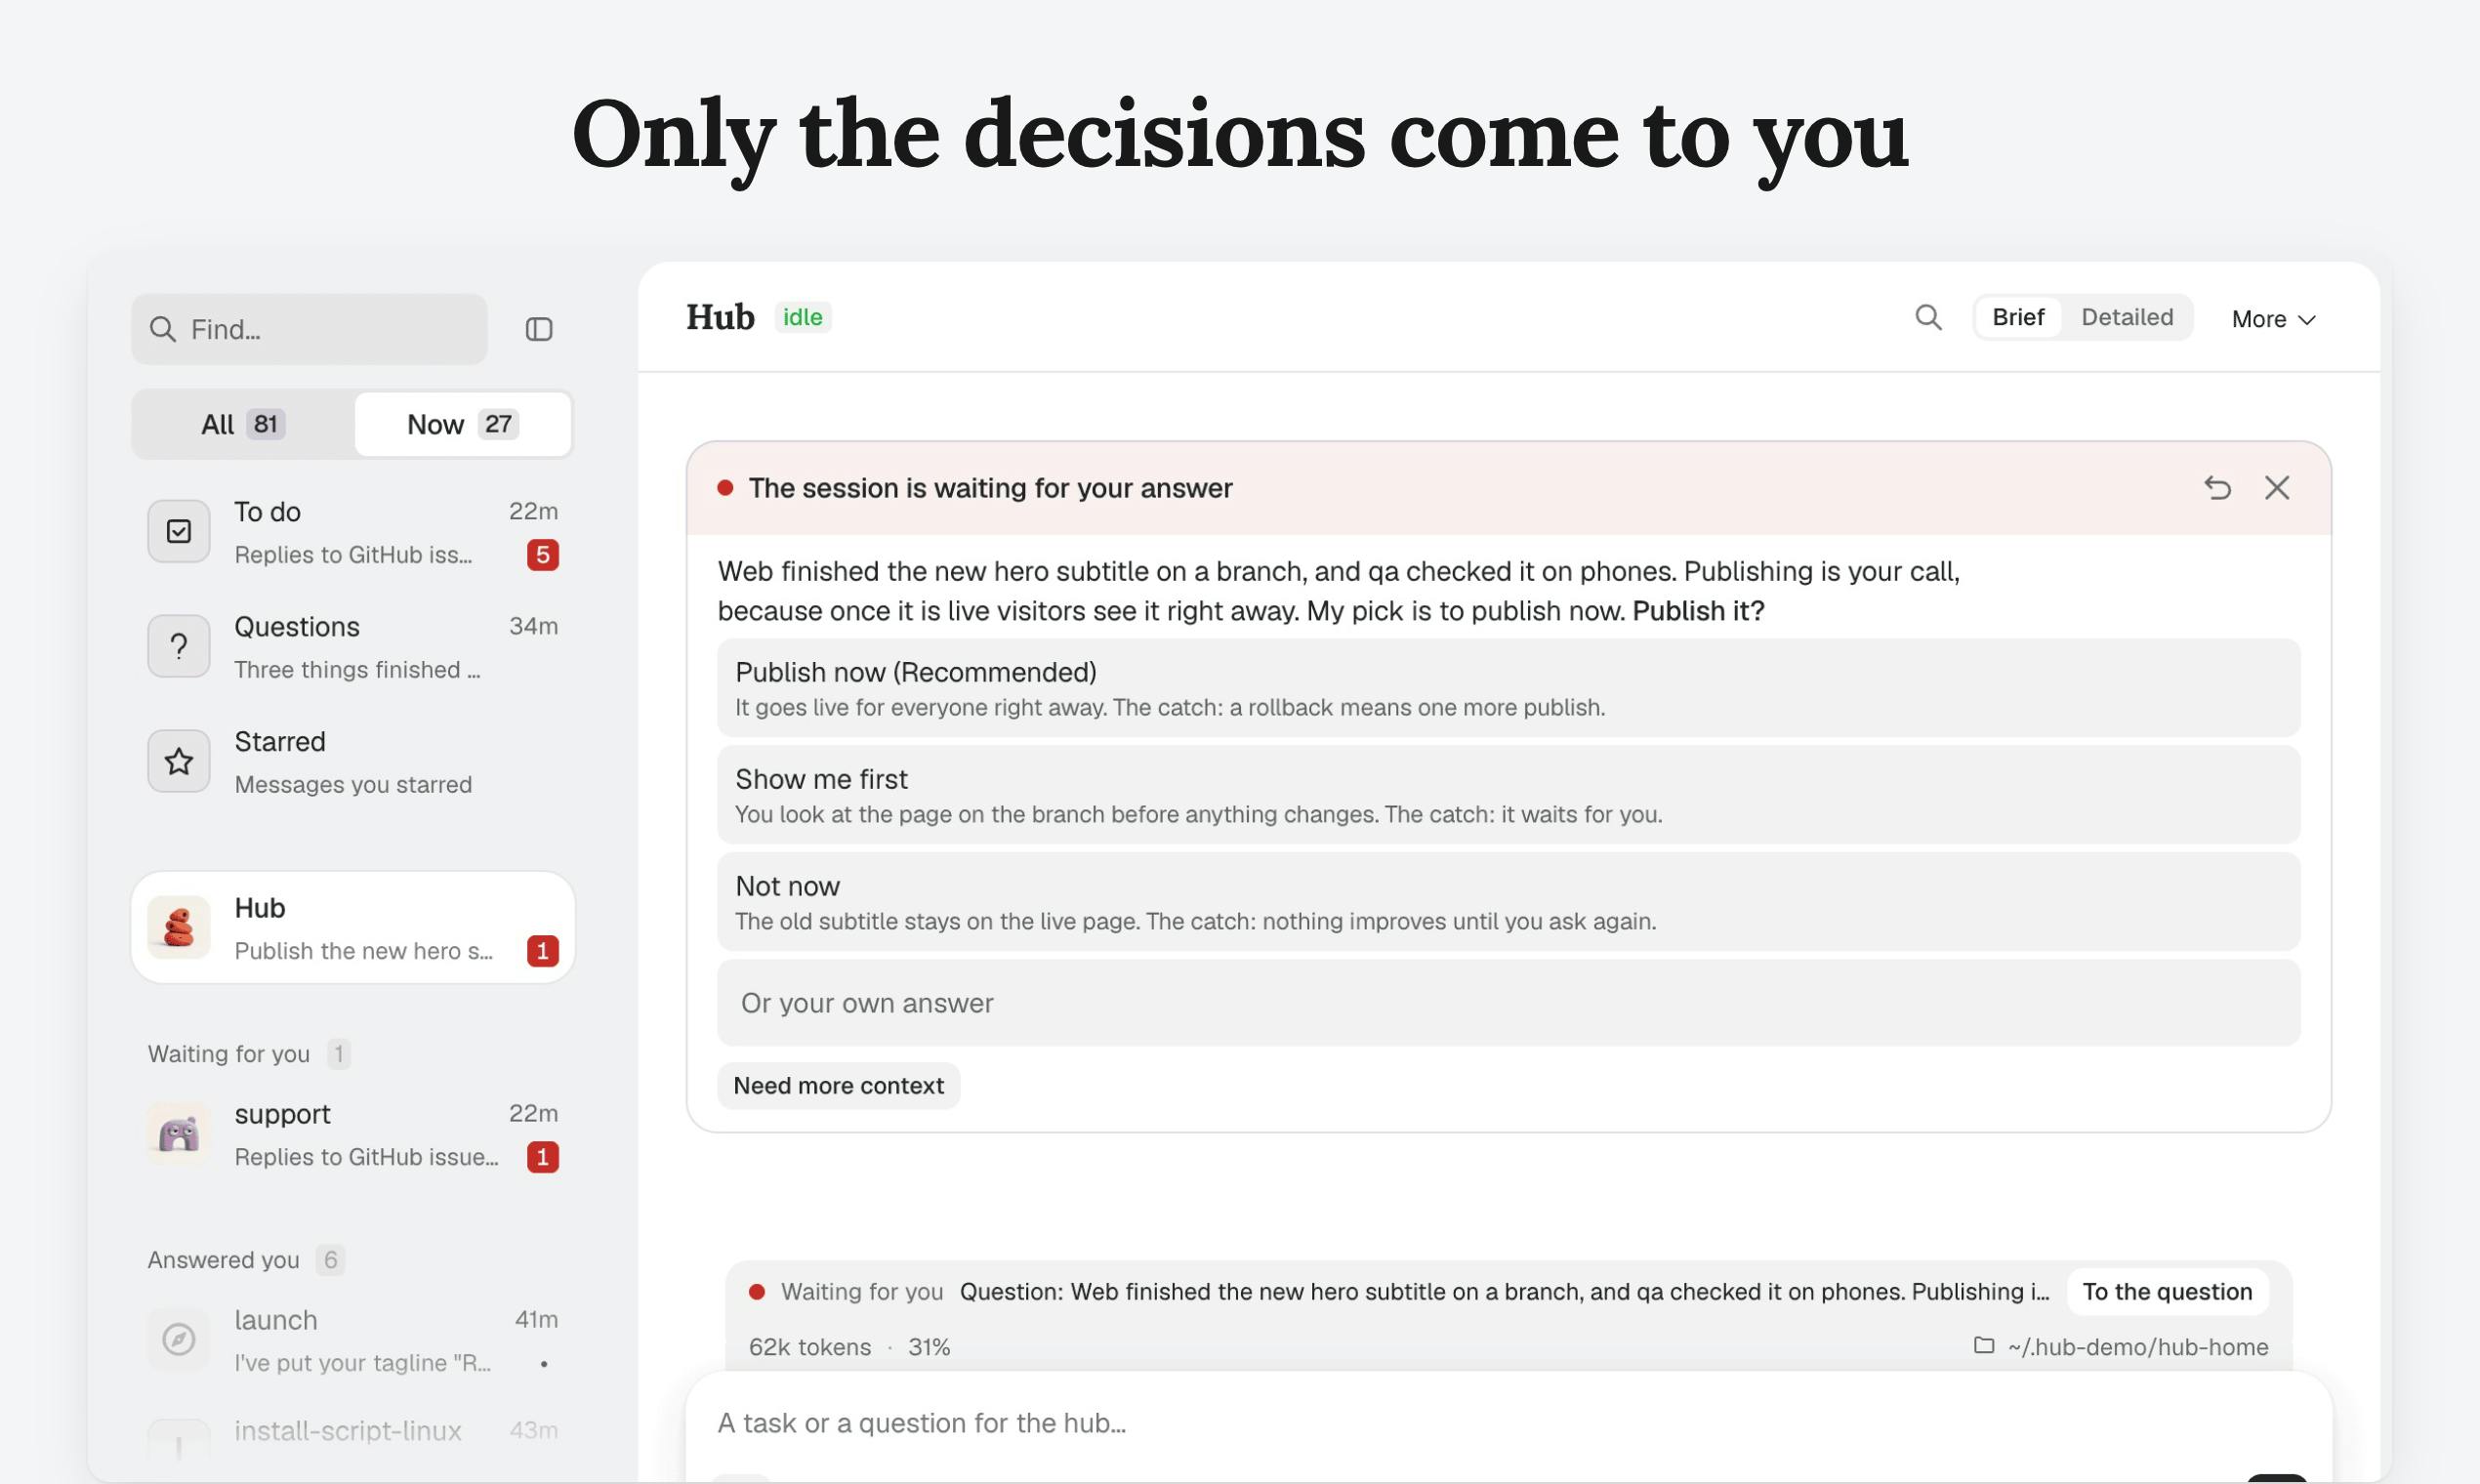 Only the decisions come to you
Find...
All 81
Now 27
To do 22m
Replies to GitHub iss... 5
Questions 34m
Three things finished ...
Starred
Messages you starred
Hub
Publish the new hero s... 1
Waiting for you 1
support 22m
Replies to GitHub issue... 1
Answered you 6
launch 41m
I've put your tagline "R...
install-script-linux 43m
Hub idle
Brief Detailed More
The session is waiting for your answer
Web finished the new hero subtitle on a branch, and qa checked it on phones. Publishing is your call,
because once it is live visitors see it right away. My pick is to publish now. Publish it?
Publish now (Recommended)
It goes live for everyone right away. The catch: a rollback means one more publish.
Show me first
You look at the page on the branch before anything changes. The catch: it waits for you.
Not now
The old subtitle stays on the live page. The catch: nothing improves until you ask again.
Or your own answer
Need more context
Waiting for you Question: Web finished the new hero subtitle on a branch, and qa checked it on phones. Publishing i... To the question
62k tokens · 31% ~/.hub-demo/hub-home
A task or a question for the hub...